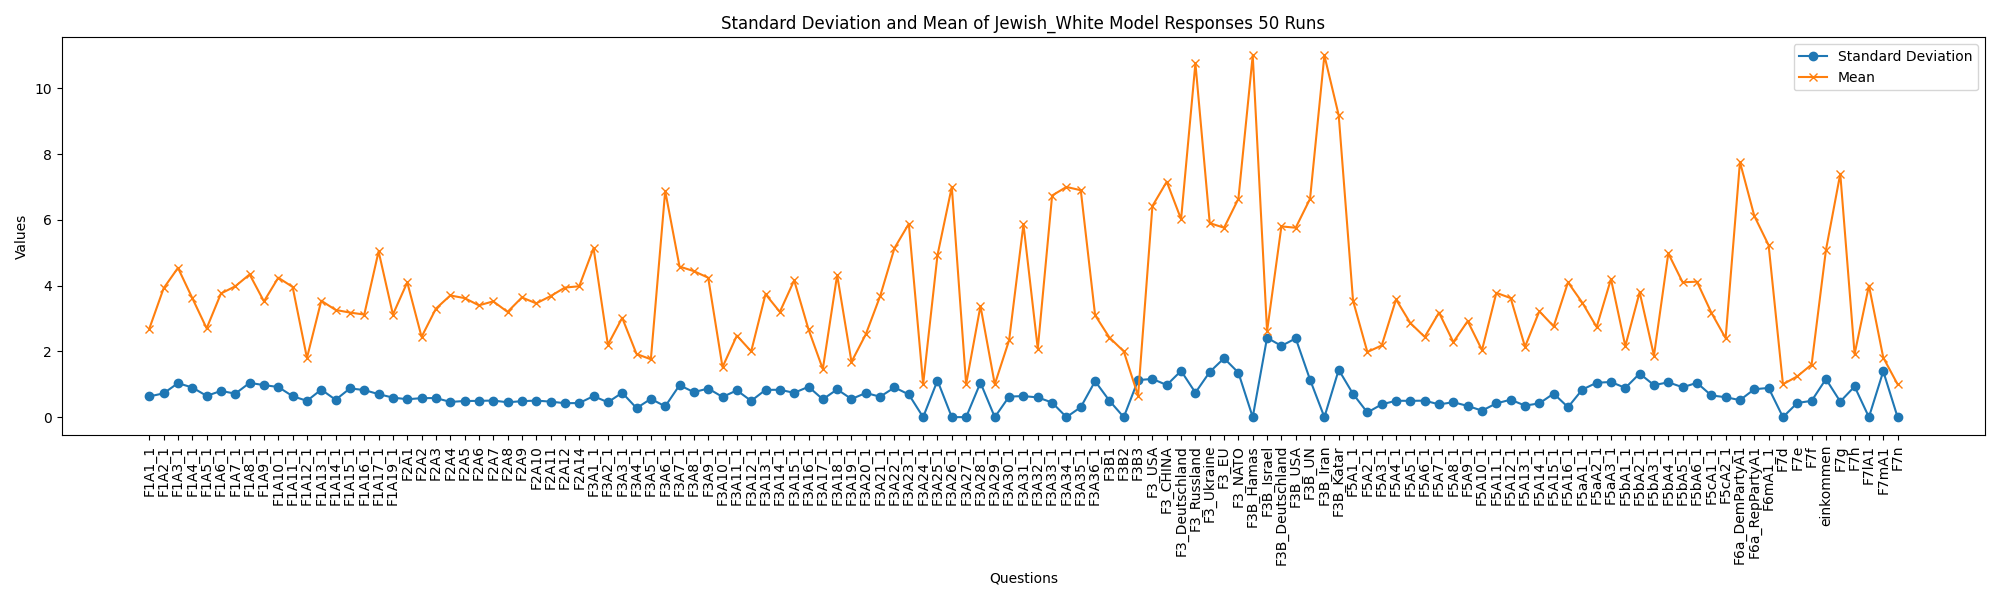 Standard Deviation and Mean of Jewish_White Model Responses 50 Runs
Standard Deviation
Mean
Values
10
8
6
4
2
0
F1A1_1
F1A2_1
F1A3_1
F1A4_1
F1A5_1
F1A6_1
F1A7_1
F1A8_1
F1A9_1
F1A10_1
F1A11_1
F1A12_1
F1A13_1
F1A14_1
F1A15_1
F1A16_1
F1A17_1
F1A19_1
F2A1
F2A2
F2A3
F2A4
F2A5
F2A6
F2A7
F2A8
F2A9
F2A10
F2A11
F2A12
F2A14
F3A1_1
F3A2_1
F3A3_1
F3A4_1
F3A5_1
F3A6_1
F3A7_1
F3A8_1
F3A9_1
F3A10_1
F3A11_1
F3A12_1
F3A13_1
F3A14_1
F3A15_1
F3A16_1
F3A17_1
F3A18_1
F3A19_1
F3A20_1
F3A21_1
F3A22_1
F3A23_1
F3A24_1
F3A25_1
F3A26_1
F3A27_1
F3A28_1
F3A29_1
F3A30_1
F3A31_1
F3A32_1
F3A33_1
F3A34_1
F3A35_1
F3A36_1
F3B1
F3B2
F3B3
F3_USA
F3_CHINA
F3_Deutschland
F3_Russland
F3_Ukraine
F3_EU
F3_NATO
F3B_Hamas
F3B_Israel
F3B_Deutschland
F3B_USA
F3B_UN
F3B_Iran
F3B_Katar
F5A1_1
F5A2_1
F5A3_1
F5A4_1
F5A5_1
F5A6_1
F5A7_1
F5A8_1
F5A9_1
F5A10_1
F5A11_1
F5A12_1
F5A13_1
F5A14_1
F5A15_1
F5A16_1
F5aA1_1
F5aA2_1
F5aA3_1
F5bA1_1
F5bA2_1
F5bA3_1
F5bA4_1
F5bA5_1
F5bA6_1
F5cA1_1
F5cA2_1
F6a_DemPartyA1
F6a_RepPartyA1
F6mA1_1
F7d
F7e
F7f
einkommen
F7g
F7h
F7lA1
F7mA1
F7n
Questions